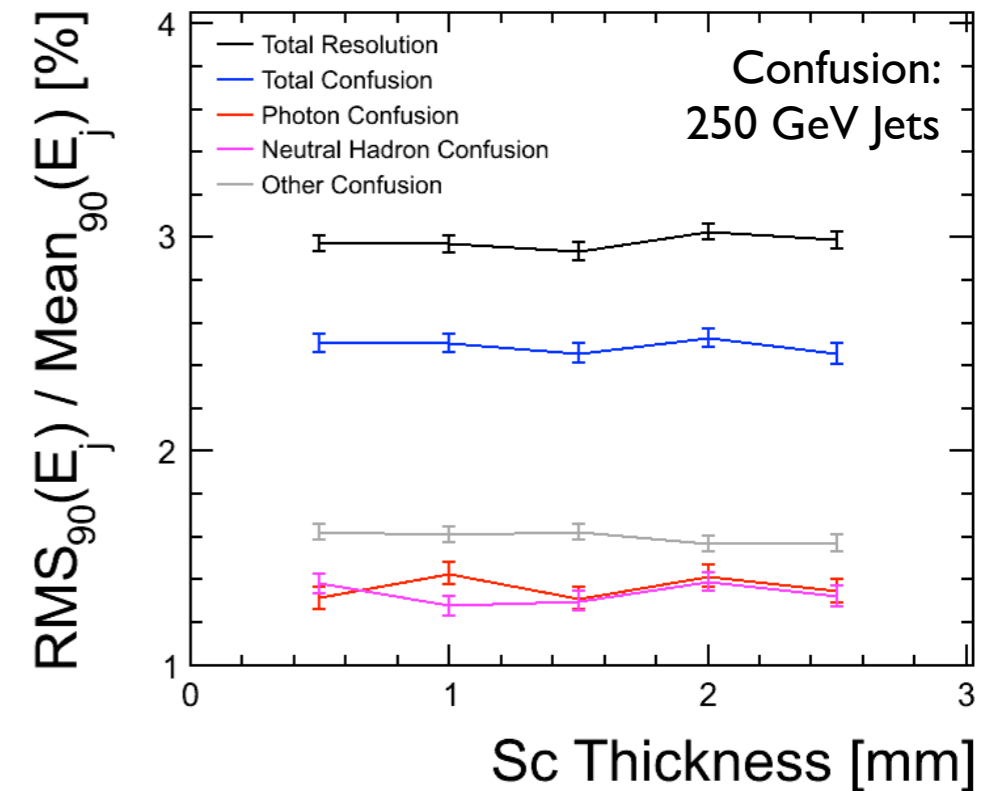 RMS90(Ej) / Mean90(Ej) [%]
4
3
2
1
Total Resolution
Total Confusion
Photon Confusion
Neutral Hadron Confusion
Other Confusion
Confusion:
250 GeV Jets
0 1 2 3
Sc Thickness [mm]